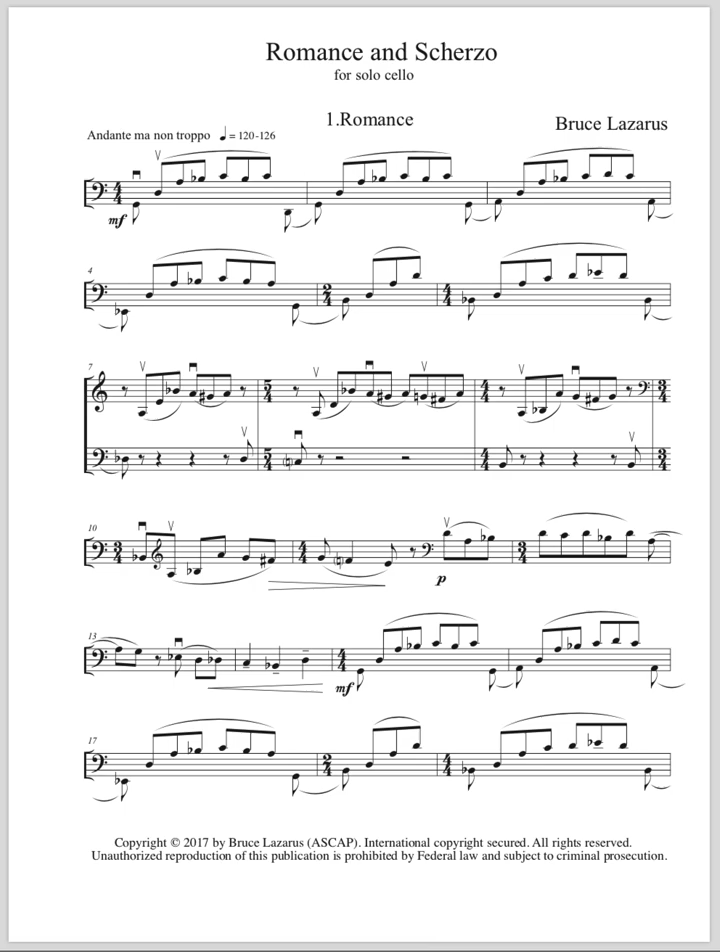 Romance and Scherzo
for solo cello
1.Romance
Andante ma non troppo ♩ = 120-126
Bruce Lazarus
mf
4
7
10
p
13
mf
17
Copyright © 2017 by Bruce Lazarus (ASCAP). International copyright secured. All rights reserved.
Unauthorized reproduction of this publication is prohibited by Federal law and subject to criminal prosecution.